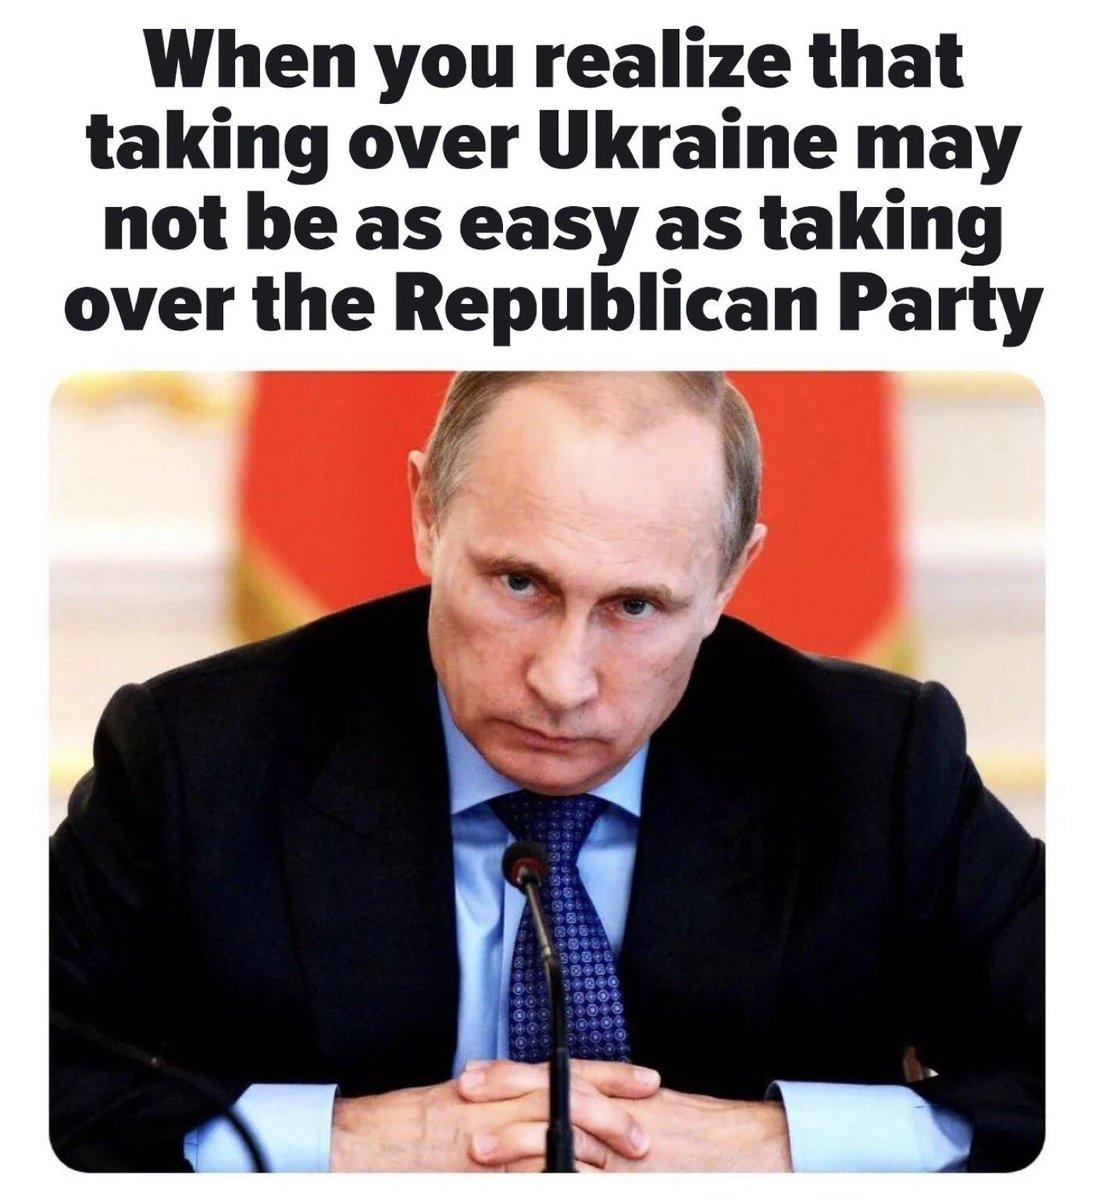 When you realize that
taking over Ukraine may
not be as easy as taking
over the Republican Party